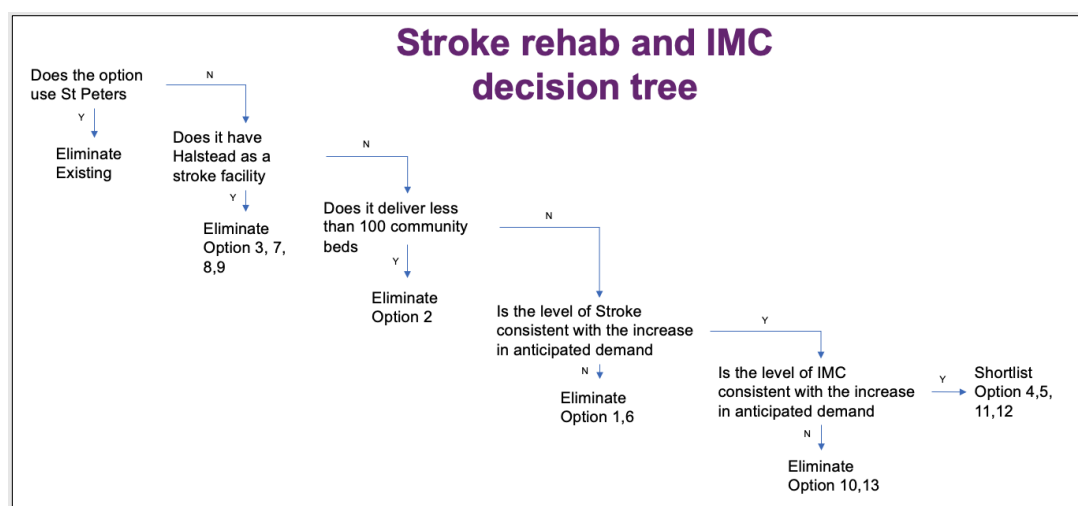 Stroke rehab and IMC
decision tree
Does the option
use St Peters
N
Y
Eliminate
Existing
Does it have
Halstead as a
stroke facility
N
Y
Eliminate
Option 3, 7,
8,9
Does it deliver less
than 100 community
beds
N
Y
Eliminate
Option 2
Is the level of Stroke
consistent with the increase
in anticipated demand
Y
N
Eliminate
Option 1,6
Is the level of IMC
consistent with the increase
in anticipated demand
Y
Shortlist
Option 4,5,
11,12
N
Eliminate
Option 10,13